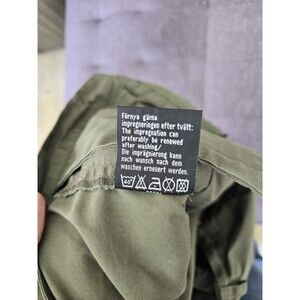 Förnya gärna
impregneringen efter tvätt:
The impregnation can
preferably be renewed
after washing/
Die imprägnierung kann
nach wunsch nach dem
waschen erneuert werden.